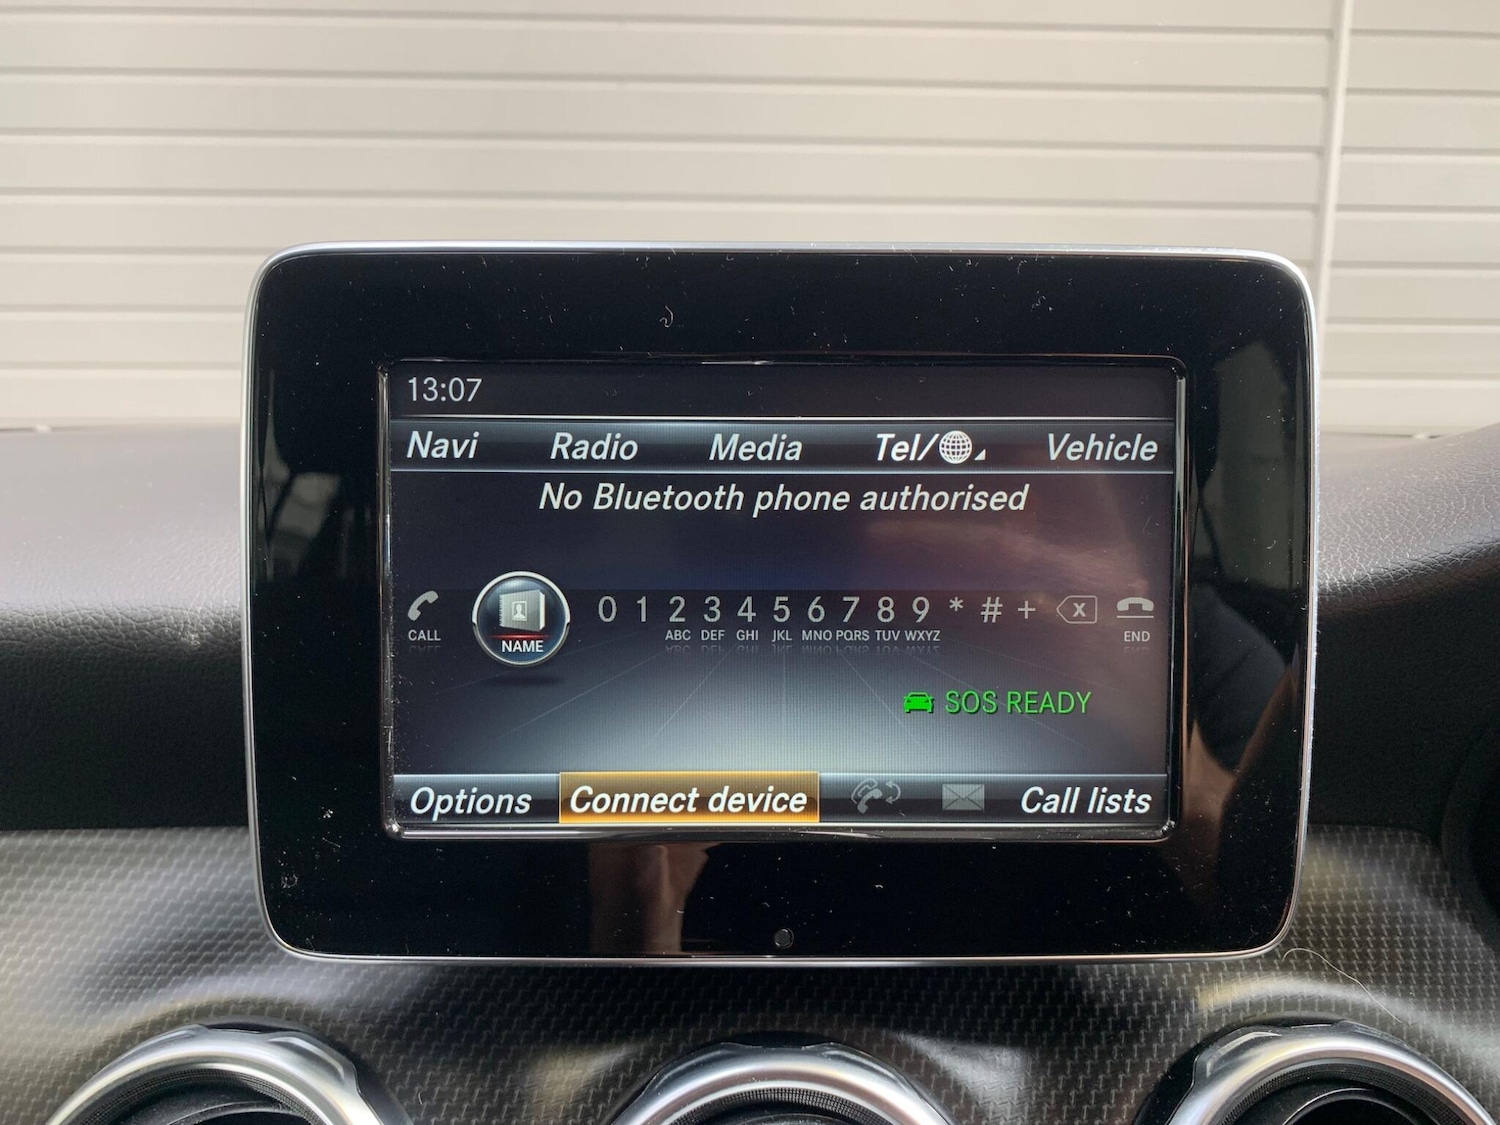 13:07
Navi Radio Media Tel/ Vehicle
No Bluetooth phone authorised
0 1 2 3 4 5 6 7 8 9 * # +
CALL NAME ABC DEF GHI JKL MNO PQRS TUV WXYZ END
SOS READY
Options Connect device Call lists